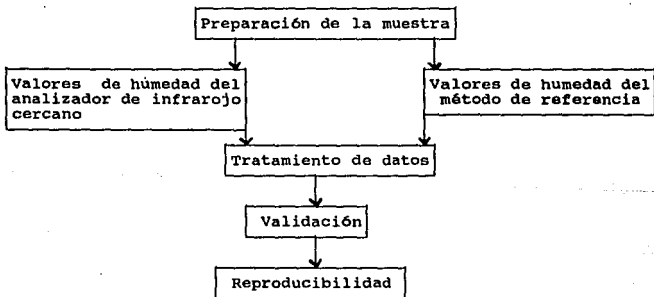 Preparación de la muestra
Valores de húmedad del
analizador de infrarojo
cercano
Valores de humedad del
método de referencia
Tratamiento de datos
Validación
Reproducibilidad